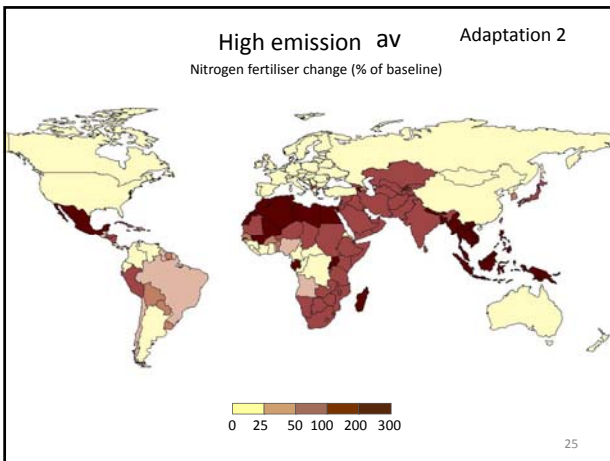 High emission av
Adaptation 2
Nitrogen fertiliser change (% of baseline)
0 25 50 100 200 300
25